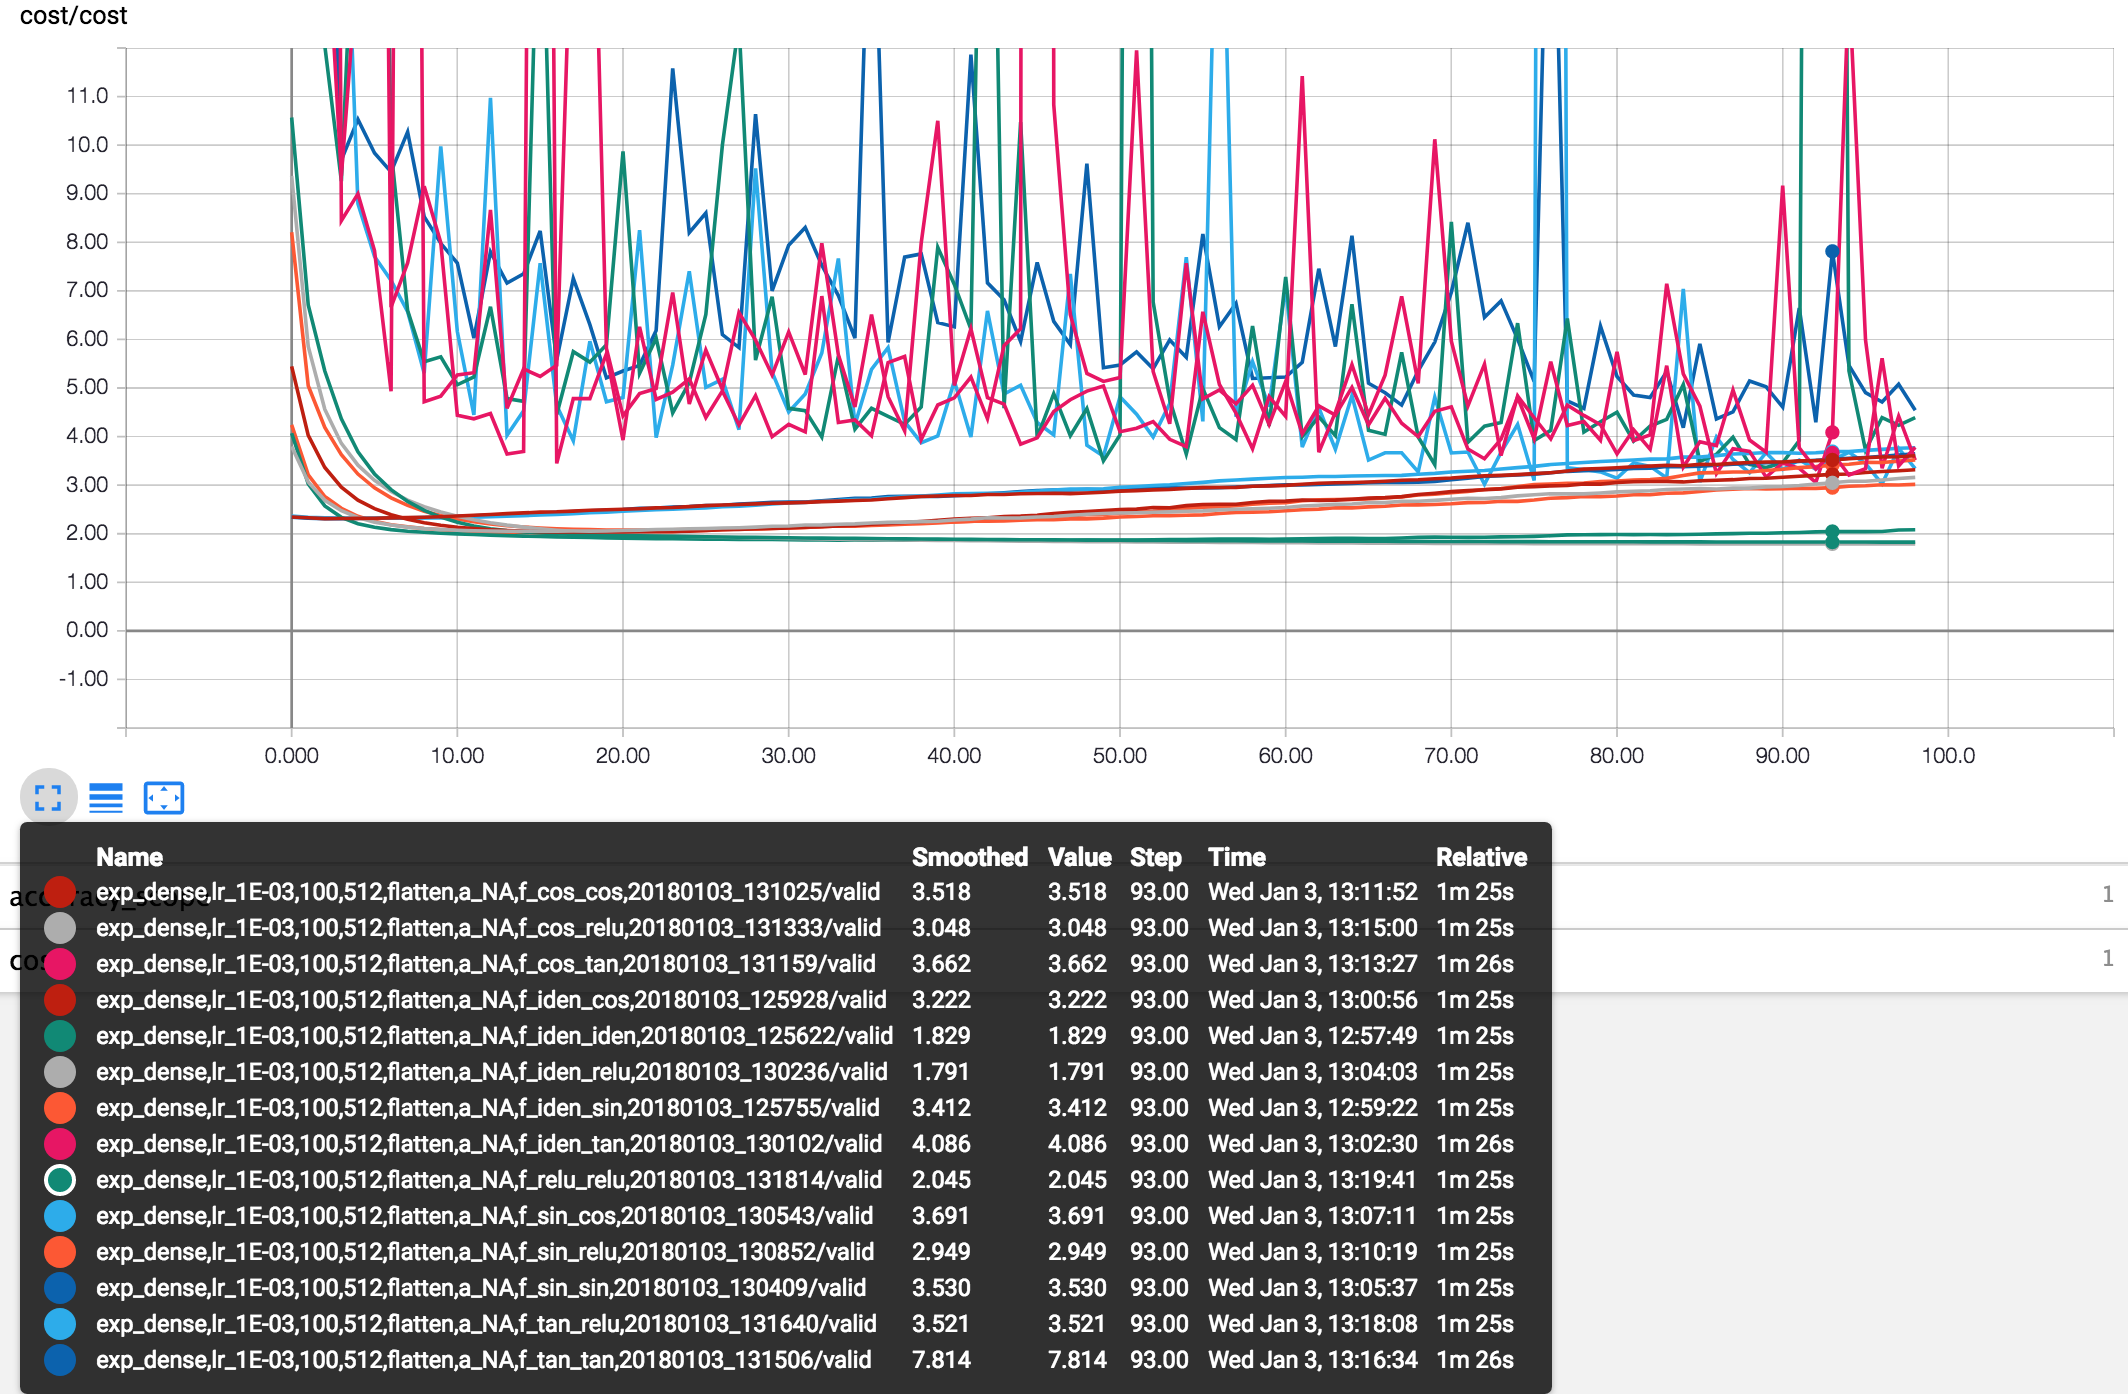 cost/cost
11.0
10.0
9.00
8.00
7.00
6.00
5.00
4.00
3.00
2.00
1.00
0.00
-1.00
0.000 10.00 20.00 30.00 40.00 50.00 60.00 70.00 80.00 90.00 100.0
Name Smoothed Value Step Time Relative
exp_dense,lr_1E-03,100,512,flatten,a_NA,f_cos_cos,20180103_131025/valid 3.518 3.518 93.00 Wed Jan 3, 13:11:52 1m 25s
accuracy_scope 1
exp_dense,lr_1E-03,100,512,flatten,a_NA,f_cos_relu,20180103_131333/valid 3.048 3.048 93.00 Wed Jan 3, 13:15:00 1m 25s
exp_dense,lr_1E-03,100,512,flatten,a_NA,f_cos_tan,20180103_131159/valid 3.662 3.662 93.00 Wed Jan 3, 13:13:27 1m 26s
cos 1
exp_dense,lr_1E-03,100,512,flatten,a_NA,f_iden_cos,20180103_125928/valid 3.222 3.222 93.00 Wed Jan 3, 13:00:56 1m 25s
exp_dense,lr_1E-03,100,512,flatten,a_NA,f_iden_iden,20180103_125622/valid 1.829 1.829 93.00 Wed Jan 3, 12:57:49 1m 25s
exp_dense,lr_1E-03,100,512,flatten,a_NA,f_iden_relu,20180103_130236/valid 1.791 1.791 93.00 Wed Jan 3, 13:04:03 1m 25s
exp_dense,lr_1E-03,100,512,flatten,a_NA,f_iden_sin,20180103_125755/valid 3.412 3.412 93.00 Wed Jan 3, 12:59:22 1m 25s
exp_dense,lr_1E-03,100,512,flatten,a_NA,f_iden_tan,20180103_130102/valid 4.086 4.086 93.00 Wed Jan 3, 13:02:30 1m 26s
exp_dense,lr_1E-03,100,512,flatten,a_NA,f_relu_relu,20180103_131814/valid 2.045 2.045 93.00 Wed Jan 3, 13:19:41 1m 25s
exp_dense,lr_1E-03,100,512,flatten,a_NA,f_sin_cos,20180103_130543/valid 3.691 3.691 93.00 Wed Jan 3, 13:07:11 1m 25s
exp_dense,lr_1E-03,100,512,flatten,a_NA,f_sin_relu,20180103_130852/valid 2.949 2.949 93.00 Wed Jan 3, 13:10:19 1m 25s
exp_dense,lr_1E-03,100,512,flatten,a_NA,f_sin_sin,20180103_130409/valid 3.530 3.530 93.00 Wed Jan 3, 13:05:37 1m 25s
exp_dense,lr_1E-03,100,512,flatten,a_NA,f_tan_relu,20180103_131640/valid 3.521 3.521 93.00 Wed Jan 3, 13:18:08 1m 25s
exp_dense,lr_1E-03,100,512,flatten,a_NA,f_tan_tan,20180103_131506/valid 7.814 7.814 93.00 Wed Jan 3, 13:16:34 1m 26s